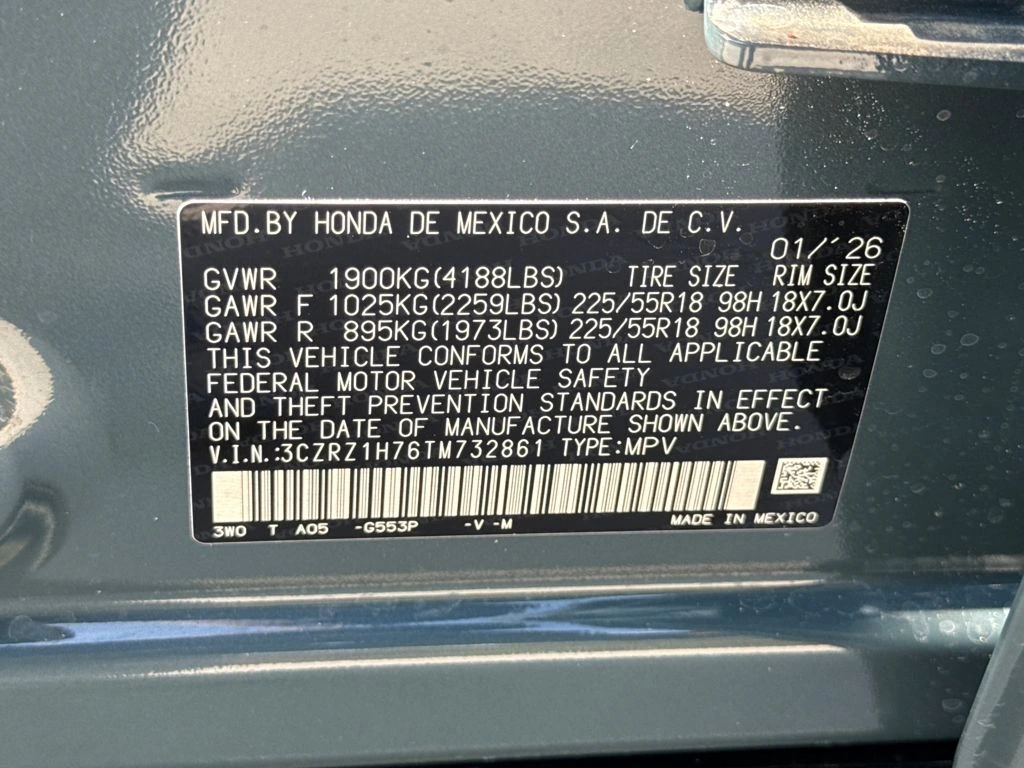 MFD.BY HONDA DE MEXICO S.A. DE C.V.
01/'26
GVWR 1900KG(4188LBS) TIRE SIZE RIM SIZE
GAWR F 1025KG(2259LBS) 225/55R18 98H 18X7.0J
GAWR R 895KG(1973LBS) 225/55R18 98H 18X7.0J
THIS VEHICLE CONFORMS TO ALL APPLICABLE
FEDERAL MOTOR VEHICLE SAFETY
AND THEFT PREVENTION STANDARDS IN EFFECT
ON THE DATE OF MANUFACTURE SHOWN ABOVE.
V.I.N.:3CZRZ1H76TM732861 TYPE:MPV
3W0 T A05 -G553P -V -M MADE IN MEXICO